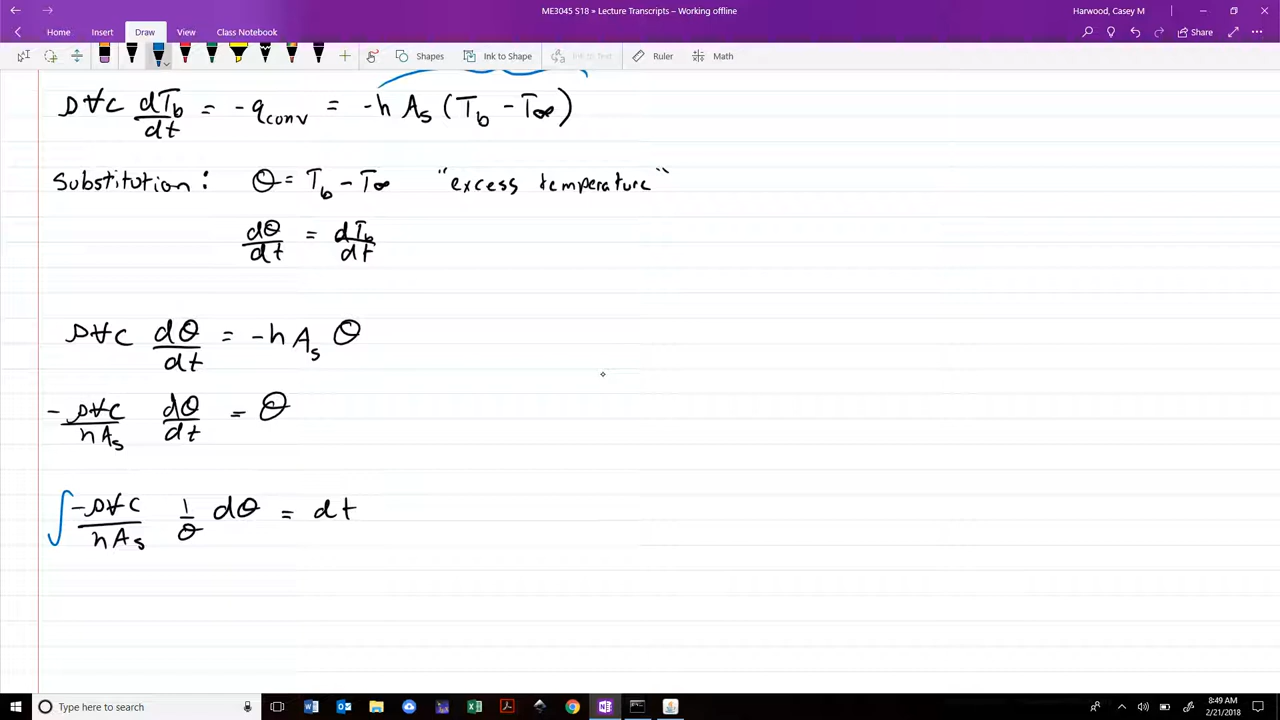 ME3045 S18 » Lecture Transcripts – Working offline
Harwood, Casey M
Home Insert Draw View Class Notebook
Share
Shapes Ink to Shape Ink to Text Ruler Math
ρ∀c dT_b/dt = -q_conv = -h A_s (T_b - T∞)
Substitution: θ = T_b - T∞ "excess temperature"
dθ/dt = dT_b/dt
ρ∀c dθ/dt = -h A_s θ
-ρ∀c/hA_s dθ/dt = θ
∫ -ρ∀c/hA_s 1/θ dθ = dt
Type here to search
8:49 AM
2/21/2018